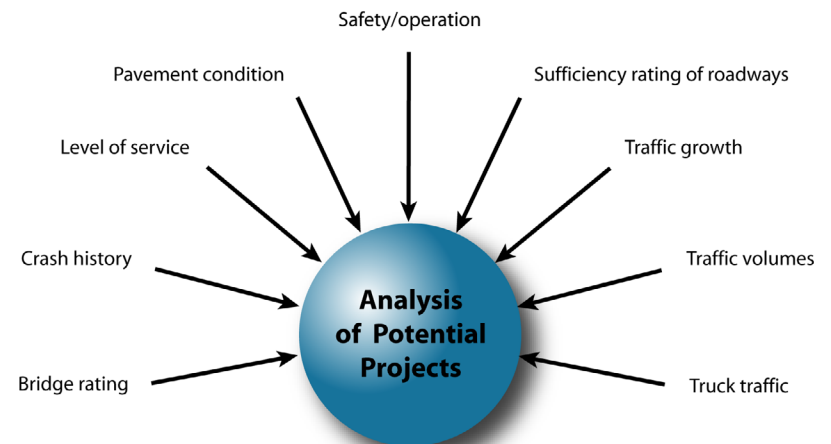 Safety/operation
Pavement condition
Sufficiency rating of roadways
Level of service
Traffic growth
Crash history
Traffic volumes
Analysis
of Potential
Projects
Bridge rating
Truck traffic